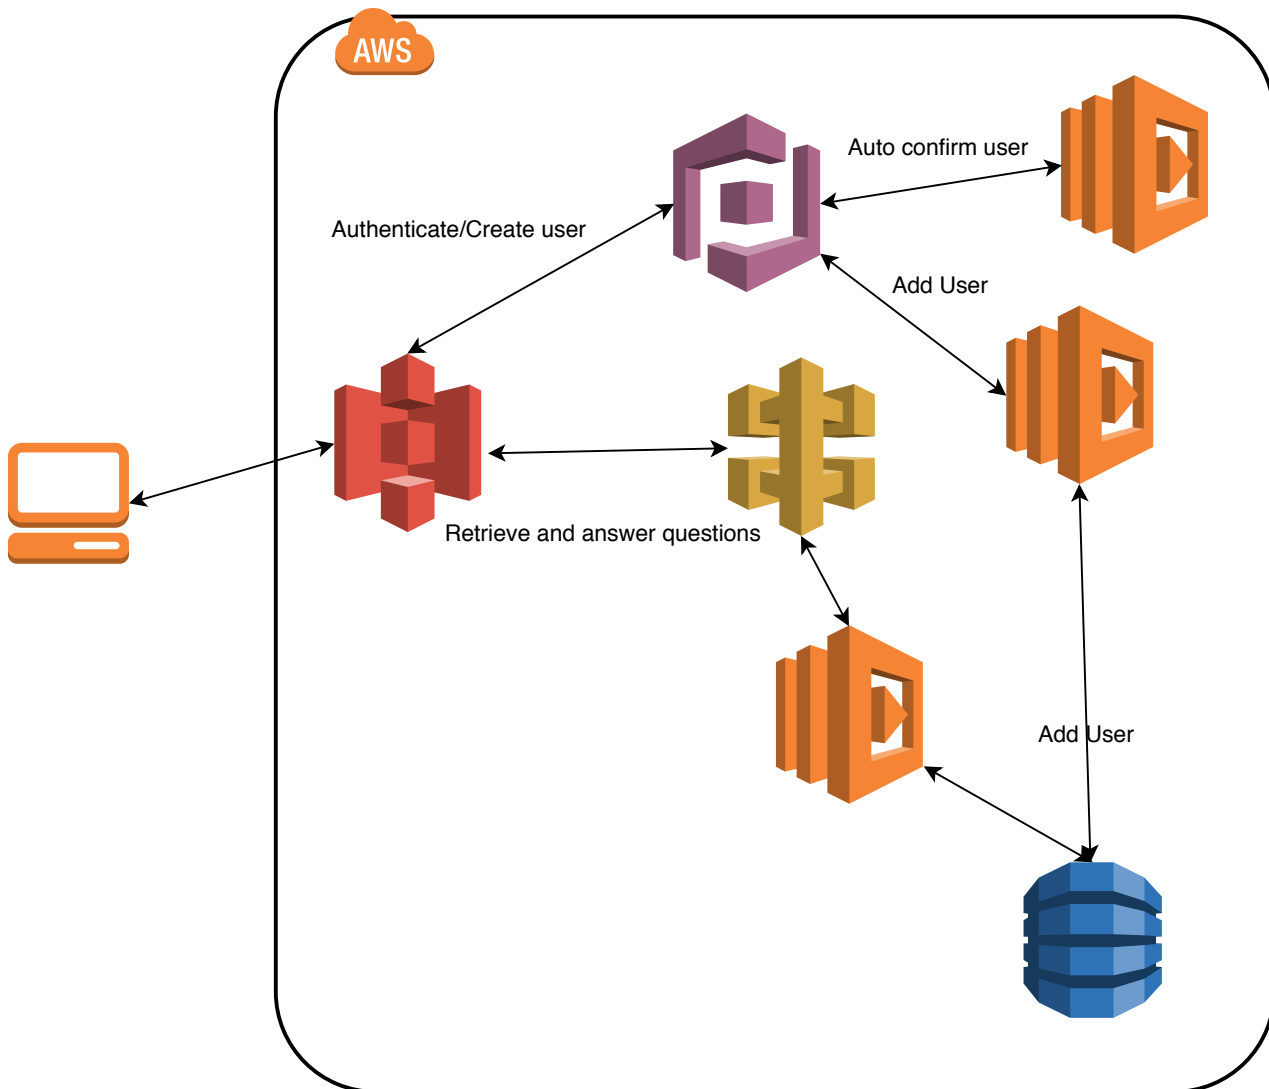 AWS
Auto confirm user
Authenticate/Create user
Add User
Retrieve and answer questions
Add User